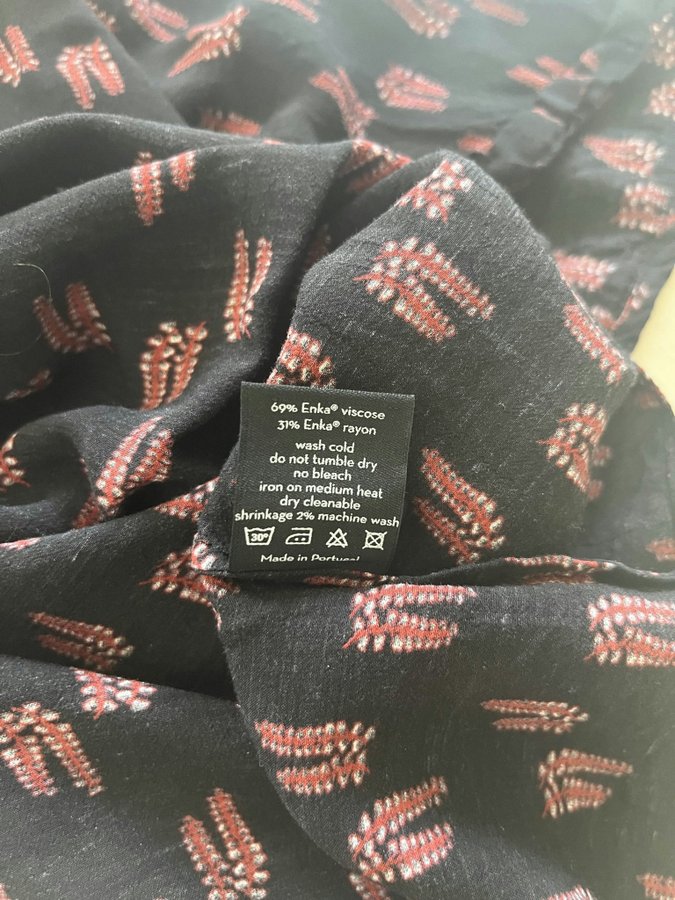 69% Enka® viscose
31% Enka® rayon
wash cold
do not tumble dry
no bleach
iron on medium heat
dry cleanable
shrinkage 2% machine wash
30°
Made in Portugal